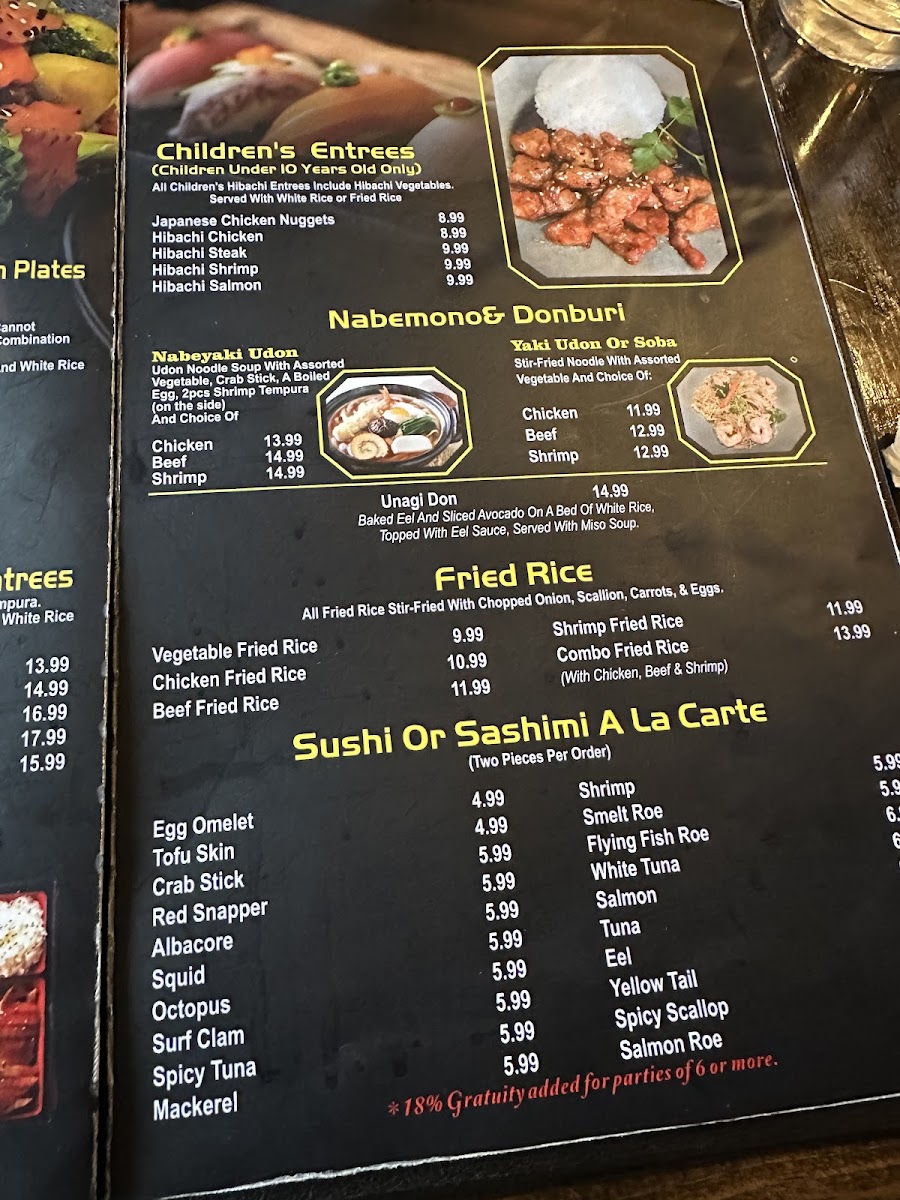 n Plates
annot
ombination
nd White Rice
trees
mpura.
White Rice
13.99
14.99
16.99
17.99
15.99
Children's Entrees
(Children Under 10 Years Old Only)
All Children's Hibachi Entrees Include Hibachi Vegetables.
Served With White Rice or Fried Rice
Japanese Chicken Nuggets 8.99
Hibachi Chicken 8.99
Hibachi Steak 9.99
Hibachi Shrimp 9.99
Hibachi Salmon 9.99
Nabemono& Donburi
Nabeyaki Udon
Udon Noodle Soup With Assorted
Vegetable, Crab Stick, A Boiled
Egg, 2pcs Shrimp Tempura
(on the side)
And Choice Of
Chicken 13.99
Beef 14.99
Shrimp 14.99
Yaki Udon Or Soba
Stir-Fried Noodle With Assorted
Vegetable And Choice Of:
Chicken 11.99
Beef 12.99
Shrimp 12.99
Unagi Don 14.99
Baked Eel And Sliced Avocado On A Bed Of White Rice,
Topped With Eel Sauce, Served With Miso Soup.
Fried Rice
All Fried Rice Stir-Fried With Chopped Onion, Scallion, Carrots, & Eggs.
Vegetable Fried Rice 9.99
Chicken Fried Rice 10.99
Beef Fried Rice 11.99
Shrimp Fried Rice 11.99
Combo Fried Rice 13.99
(With Chicken, Beef & Shrimp)
Sushi Or Sashimi A La Carte
(Two Pieces Per Order)
Egg Omelet 4.99
Tofu Skin 4.99
Crab Stick 5.99
Red Snapper 5.99
Albacore 5.99
Squid 5.99
Octopus 5.99
Surf Clam 5.99
Spicy Tuna 5.99
Mackerel 5.99
Shrimp 5.99
Smelt Roe 5.9
Flying Fish Roe
White Tuna
Salmon
Tuna
Eel
Yellow Tail
Spicy Scallop
Salmon Roe
*18% Gratuity added for parties of 6 or more.